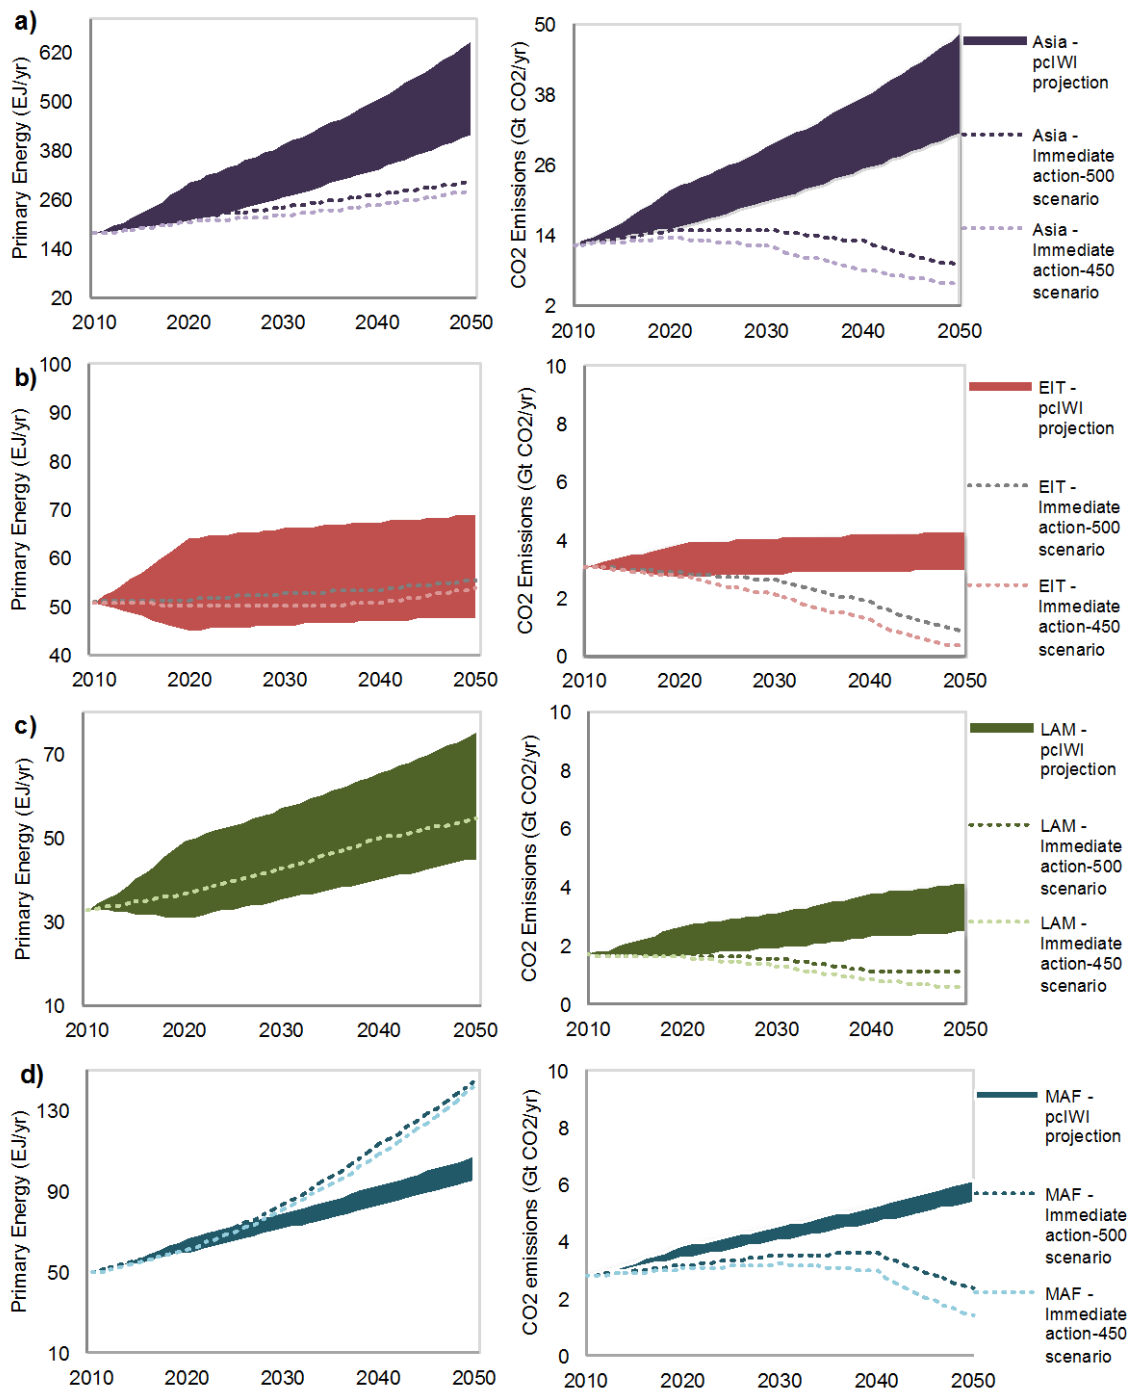 a)
Primary Energy (EJ/yr)
620
500
380
260
140
20
2010 2020 2030 2040 2050
CO2 Emissions (Gt CO2/yr)
50
38
26
14
2
2010 2020 2030 2040 2050
Asia -
pcIWI
projection
Asia -
Immediate
action-500
scenario
Asia -
Immediate
action-450
scenario
b)
Primary Energy (EJ/yr)
100
90
80
70
60
50
40
2010 2020 2030 2040 2050
CO2 Emissions (Gt CO2/yr)
10
8
6
4
2
0
2010 2020 2030 2040 2050
EIT -
pcIWI
projection
EIT -
Immediate
action-500
scenario
EIT -
Immediate
action-450
scenario
c)
Primary Energy (EJ/yr)
70
50
30
10
2010 2020 2030 2040 2050
CO2 Emissions (Gt CO2/yr)
10
8
6
4
2
0
2010 2020 2030 2040 2050
LAM -
pcIWI
projection
LAM -
Immediate
action-500
scenario
LAM -
Immediate
action-450
scenario
d)
Primary Energy (EJ/yr)
130
90
50
10
2010 2020 2030 2040 2050
CO2 emissions (Gt CO2/yr)
10
8
6
4
2
0
2010 2020 2030 2040 2050
MAF -
pcIWI
projection
MAF -
Immediate
action-500
scenario
MAF -
Immediate
action-450
scenario